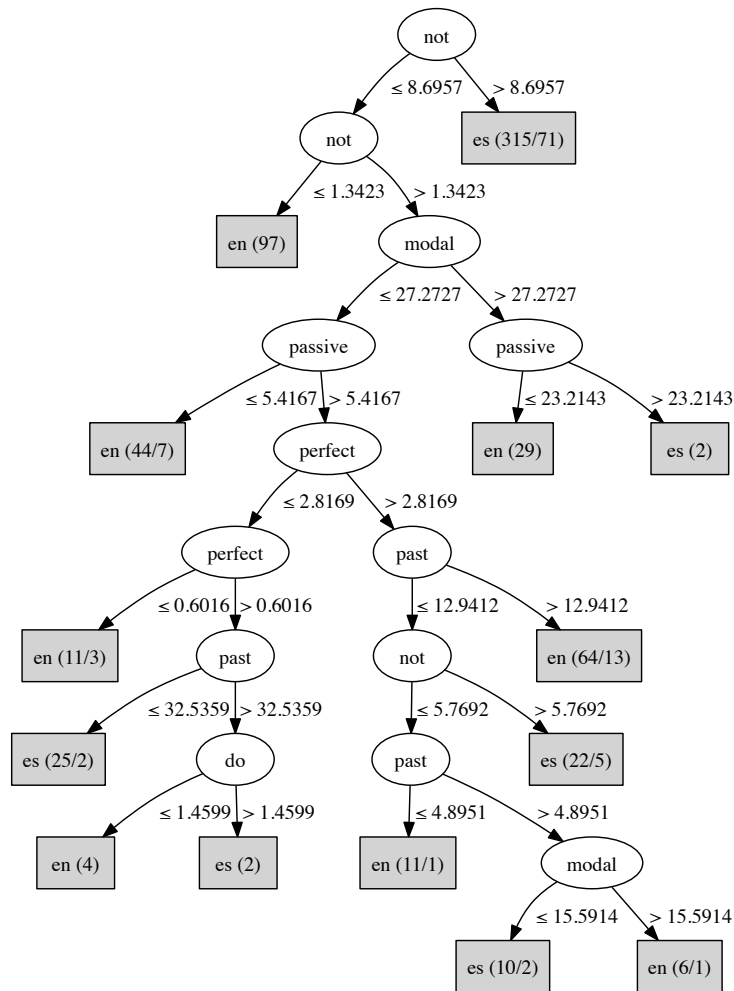 not
≤ 8.6957 > 8.6957
not es (315/71)
≤ 1.3423 > 1.3423
en (97) modal
≤ 27.2727 > 27.2727
passive passive
≤ 5.4167 > 5.4167 ≤ 23.2143 > 23.2143
en (44/7) perfect en (29) es (2)
≤ 2.8169 > 2.8169
perfect past
≤ 0.6016 > 0.6016 ≤ 12.9412 > 12.9412
en (11/3) past not en (64/13)
≤ 32.5359 > 32.5359 ≤ 5.7692 > 5.7692
es (25/2) do past es (22/5)
≤ 1.4599 > 1.4599 ≤ 4.8951 > 4.8951
en (4) es (2) en (11/1) modal
≤ 15.5914 > 15.5914
es (10/2) en (6/1)